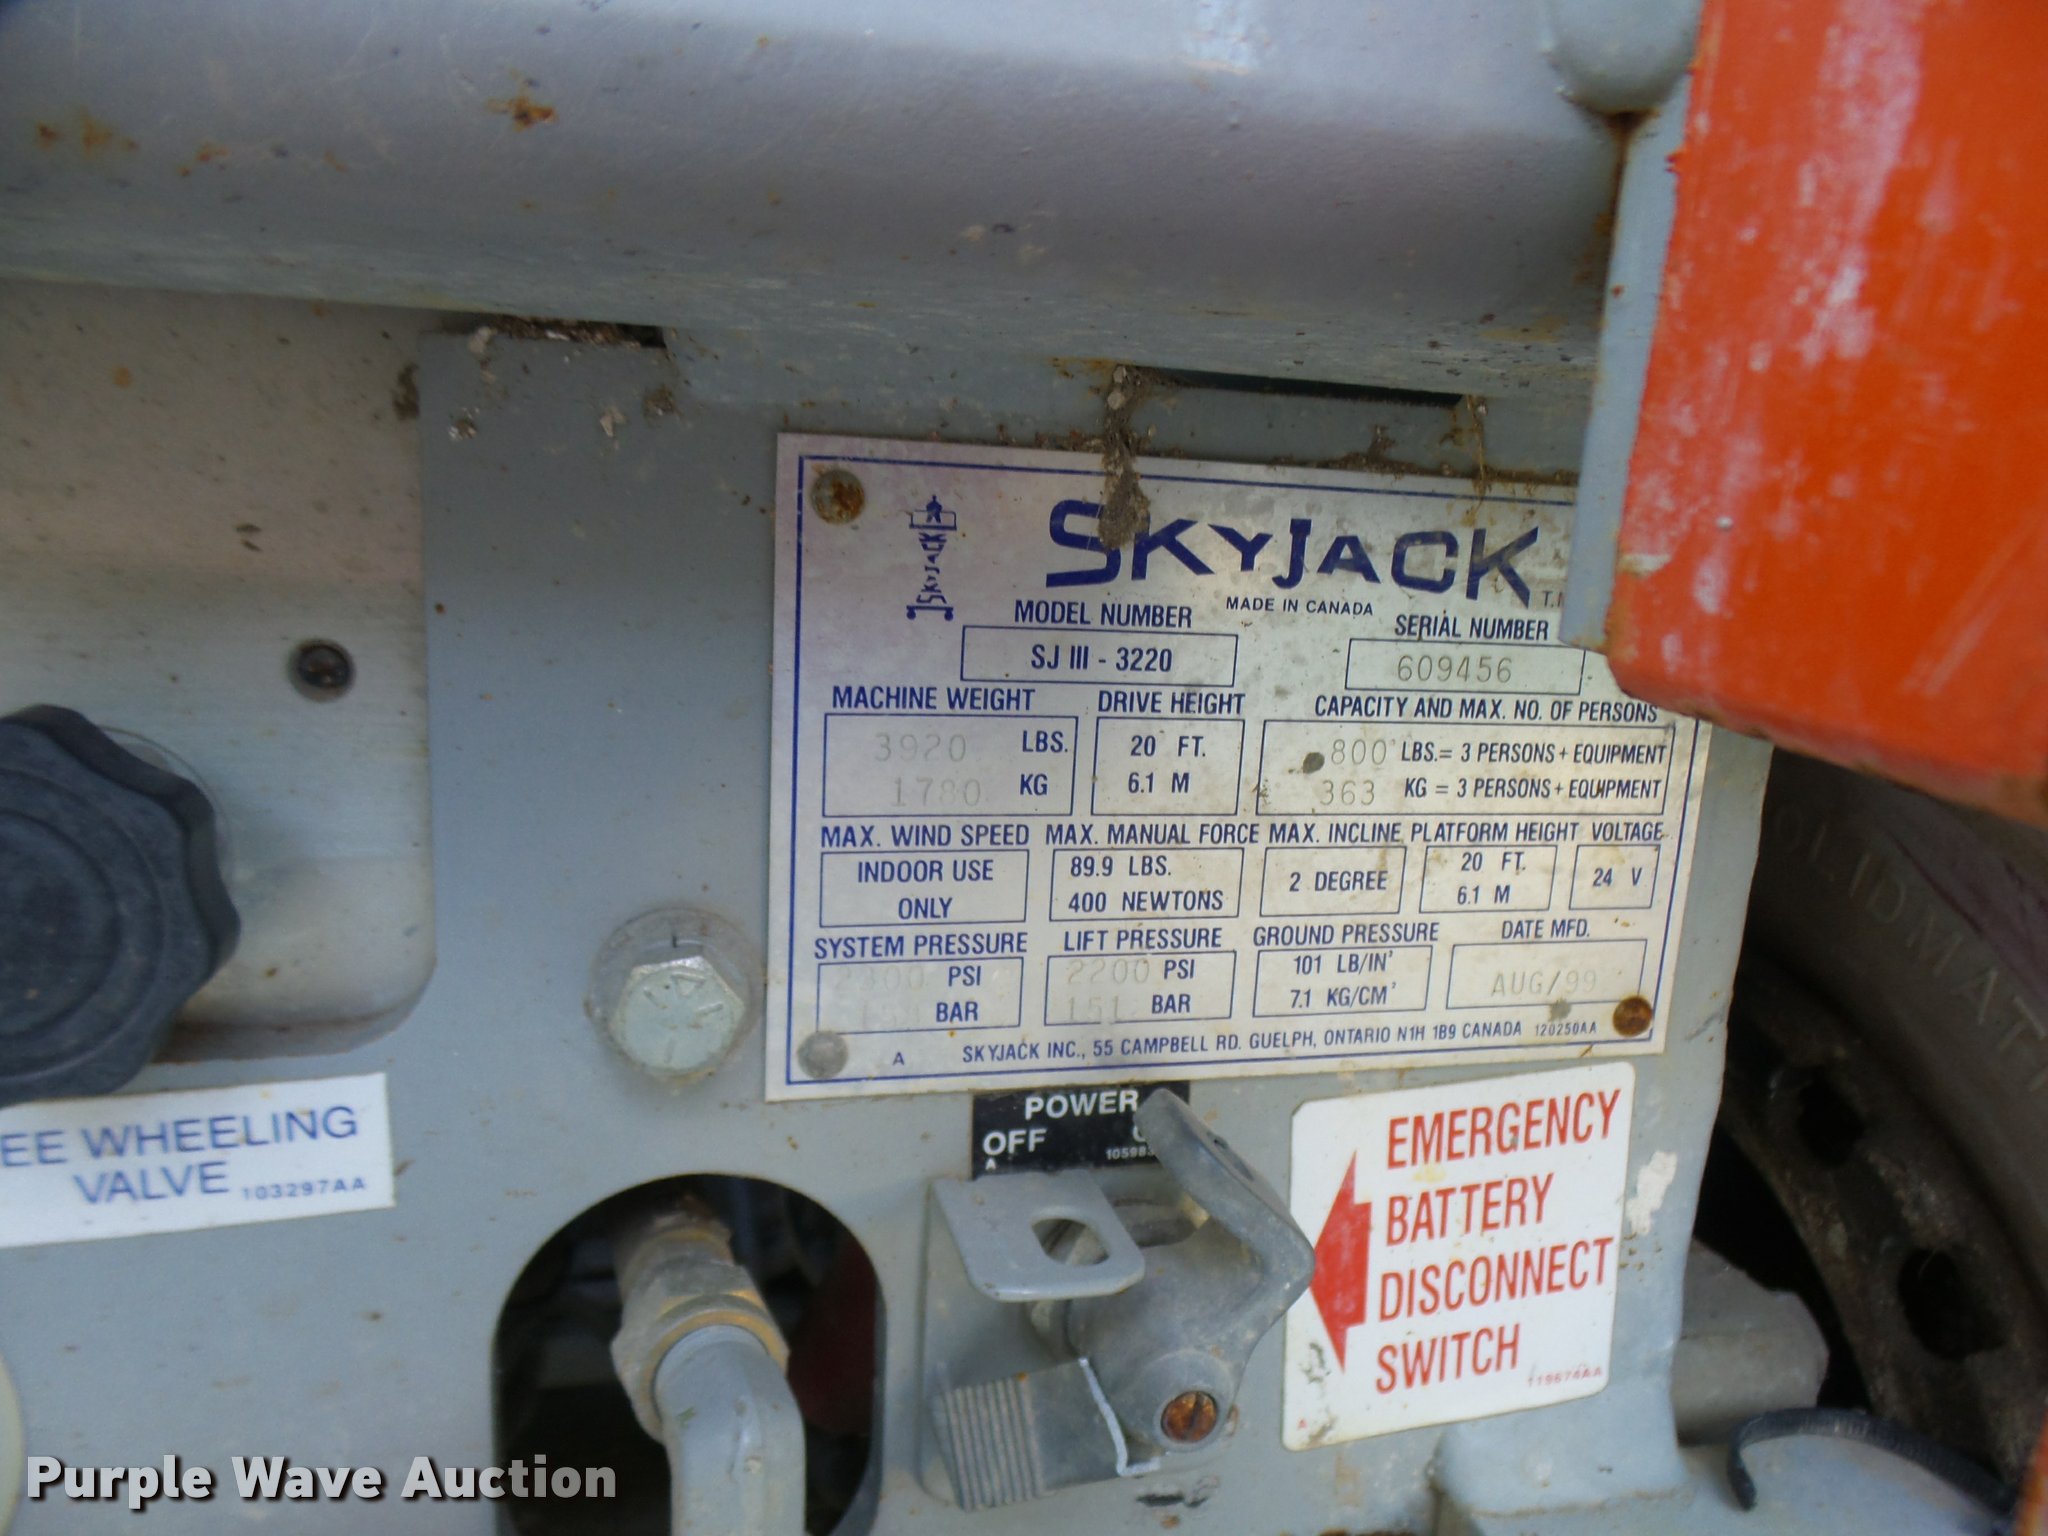 SKYJACK
SKYJACK
MADE IN CANADA
MODEL NUMBER
SJ III - 3220
SERIAL NUMBER
609456
MACHINE WEIGHT
3920 LBS.
1780 KG
DRIVE HEIGHT
20 FT.
6.1 M
CAPACITY AND MAX. NO. OF PERSONS
800 LBS.= 3 PERSONS + EQUIPMENT
363 KG = 3 PERSONS + EQUIPMENT
MAX. WIND SPEED
INDOOR USE
ONLY
MAX. MANUAL FORCE
89.9 LBS.
400 NEWTONS
MAX. INCLINE
2 DEGREE
PLATFORM HEIGHT
20 FT.
6.1 M
VOLTAGE
24 V
SYSTEM PRESSURE
PSI
BAR
LIFT PRESSURE
2200 PSI
151 BAR
GROUND PRESSURE
101 LB/IN²
7.1 KG/CM²
DATE MFD.
AUG/99
A SKYJACK INC., 55 CAMPBELL RD. GUELPH, ONTARIO N1H 1B9 CANADA 120250AA
EE WHEELING
VALVE 103297AA
POWER
OFF
A
EMERGENCY
BATTERY
DISCONNECT
SWITCH
119674AA
A
Purple Wave Auction